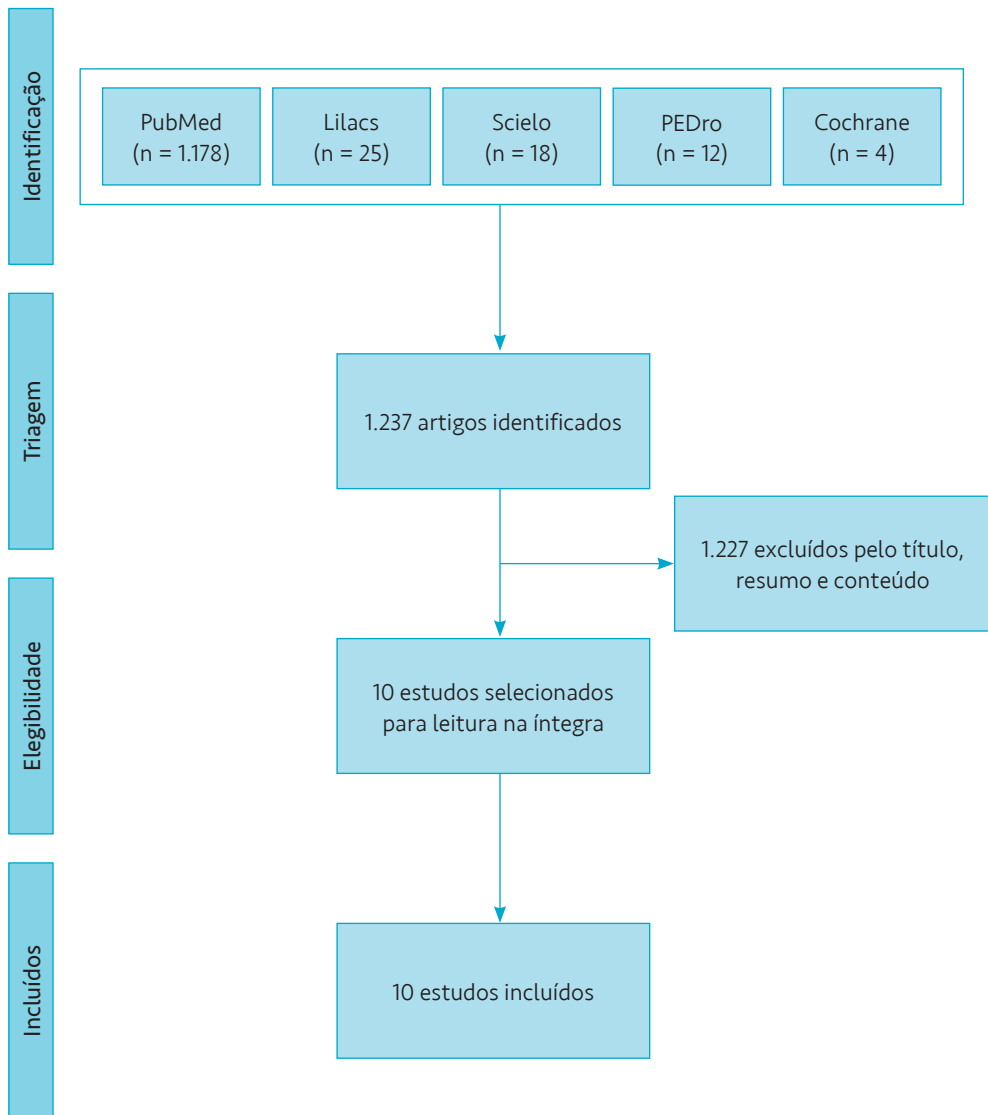 Identificação
PubMed
(n = 1.178)
Lilacs
(n = 25)
Scielo
(n = 18)
PEDro
(n = 12)
Cochrane
(n = 4)
Triagem
1.237 artigos identificados
1.227 excluídos pelo título,
resumo e conteúdo
Elegibilidade
10 estudos selecionados
para leitura na íntegra
Incluídos
10 estudos incluídos